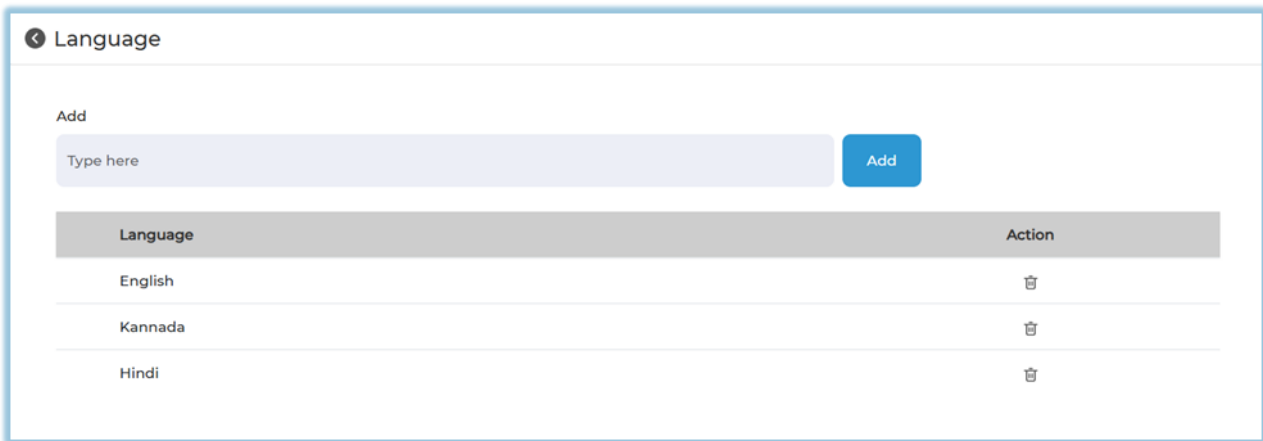 Language
Add
Type here Add
Language Action
English
Kannada
Hindi